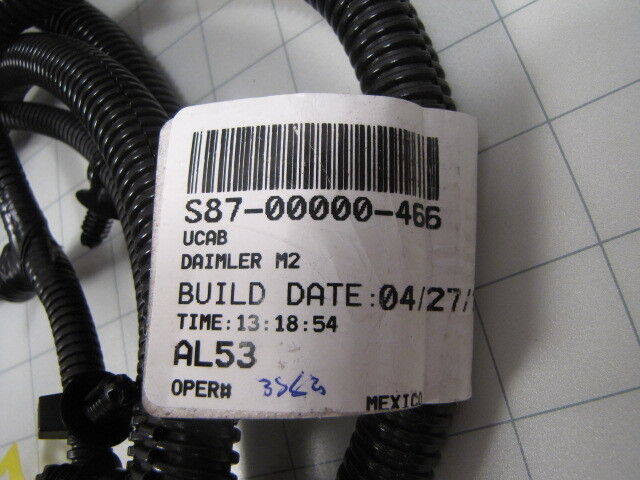 S87-00000-466
UCAB
DAIMLER M2
BUILD DATE:04/27/
TIME:13:18:54
AL53
OPER#
MEXICO